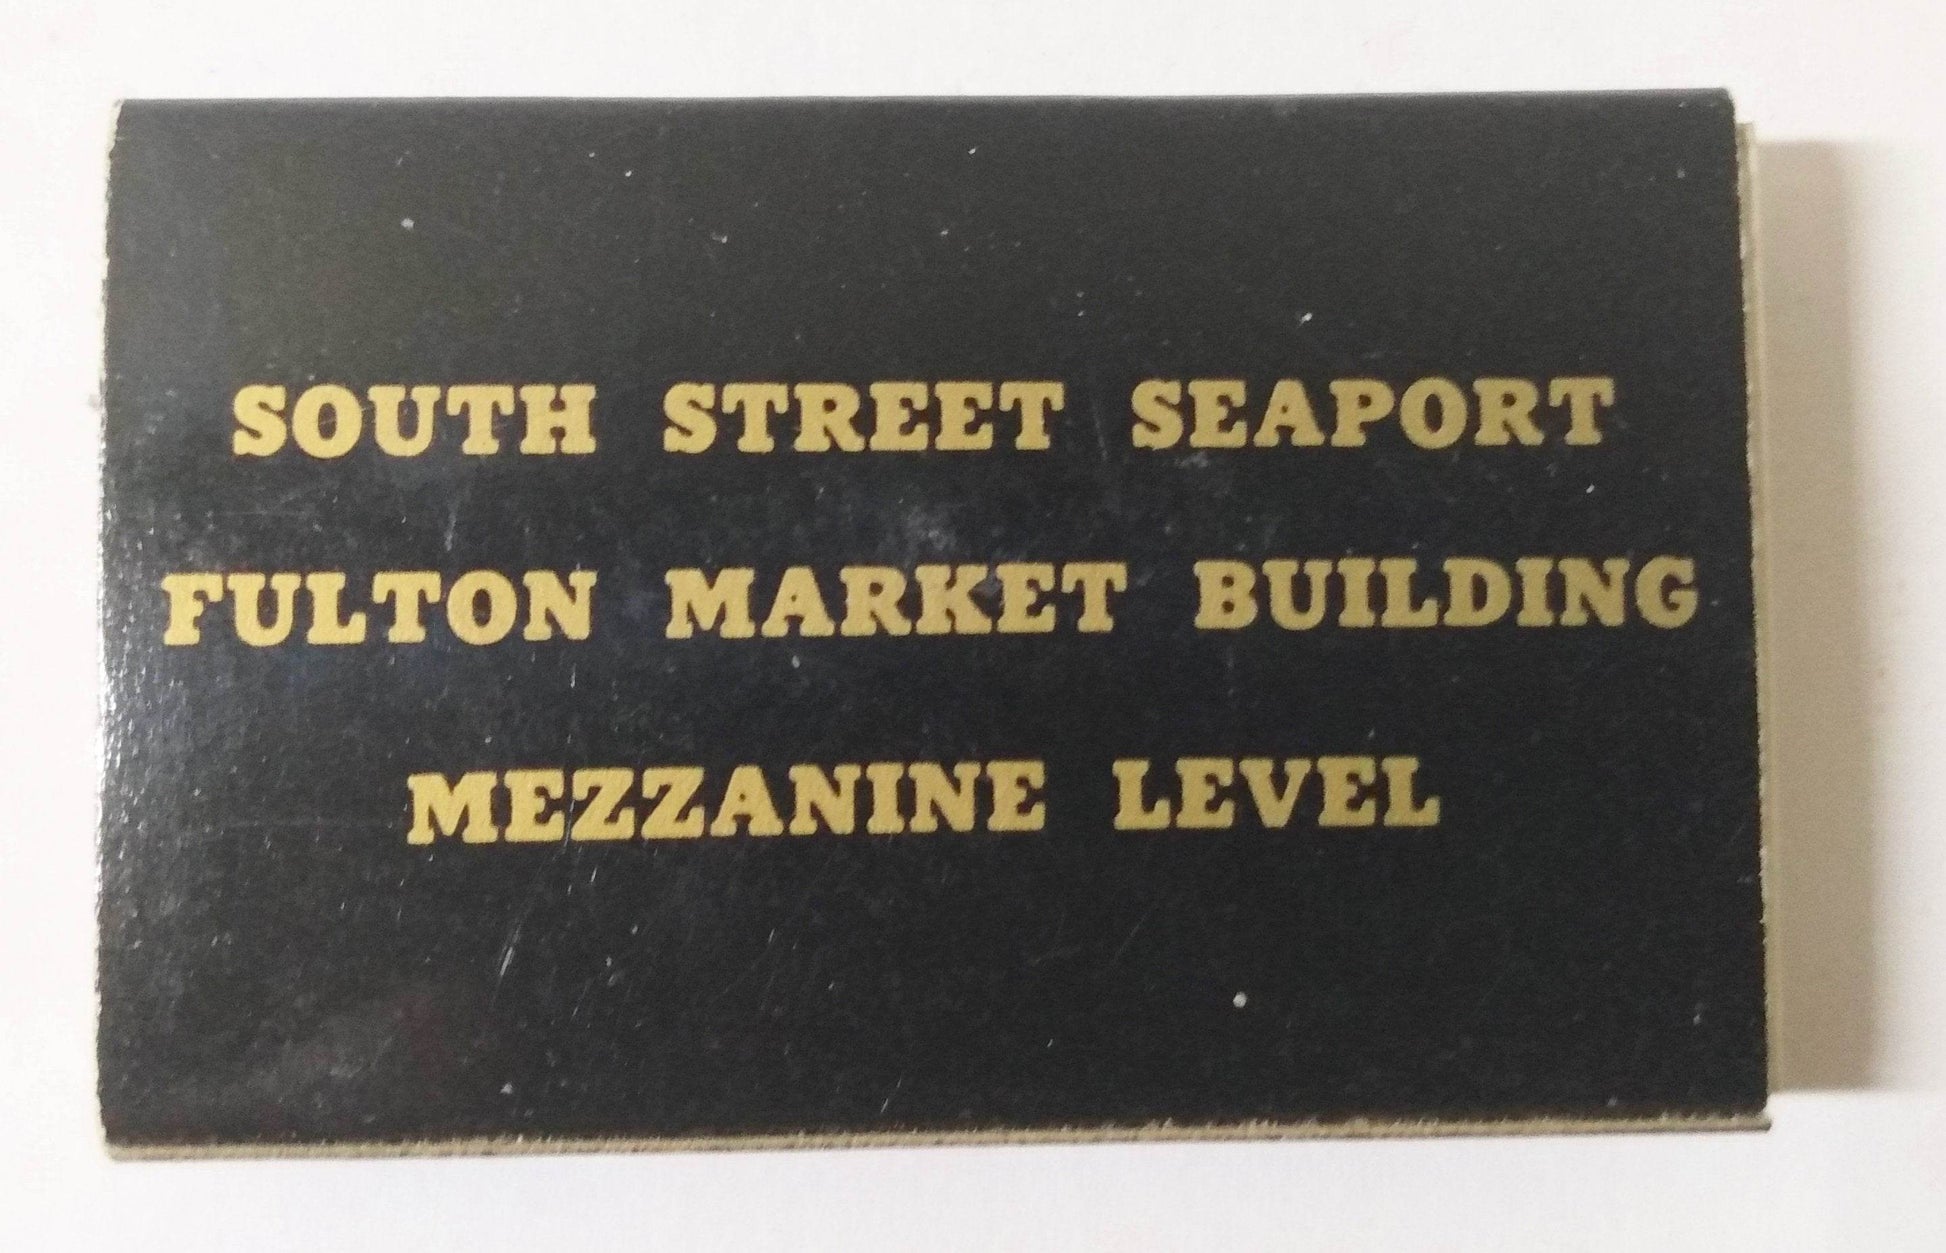 SOUTH STREET SEAPORT
FULTON MARKET BUILDING
MEZZANINE LEVEL